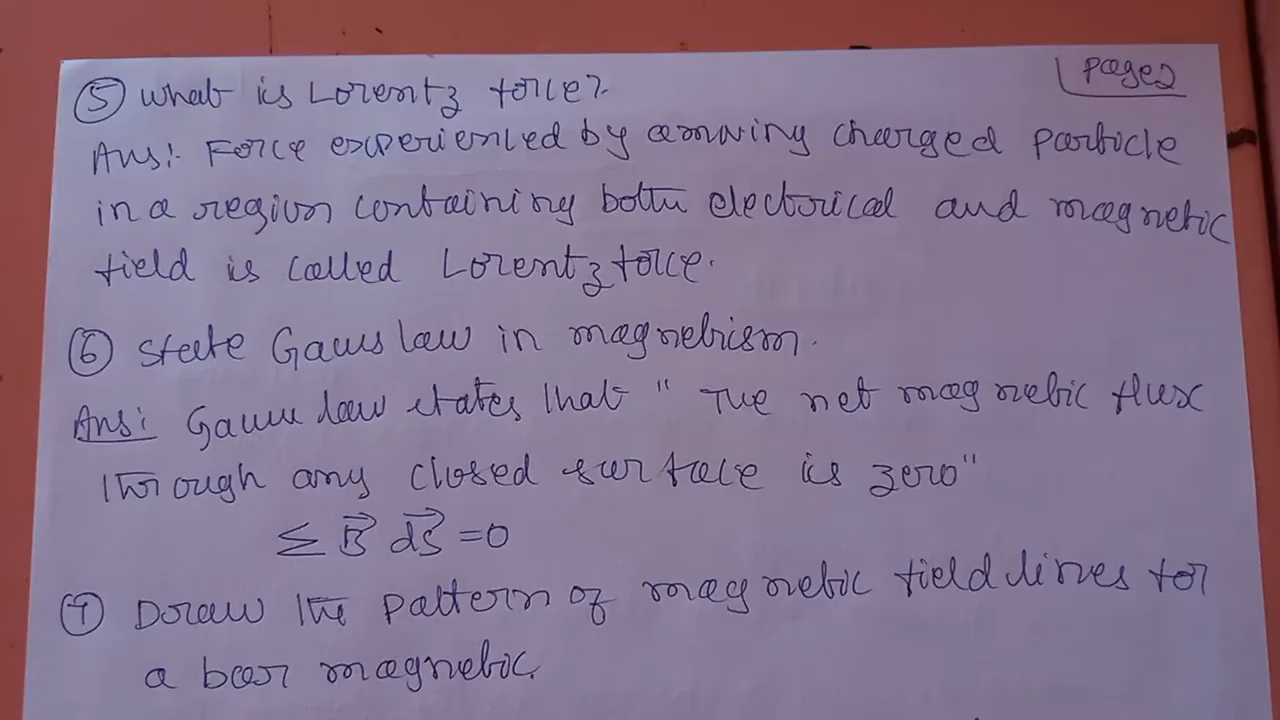 Page2
⑤ what is Lorentz force?
Ans:. Force experienced by a moving charged particle
in a region containing both electrical and magnetic
field is called Lorentz force.
⑥ State Gauss law in magnetism.
Ans: Gauss law states that " The net magnetic flux
through any closed surface is zero"
≤ B⃗ dS⃗ =0
⑦ Draw the pattern of magnetic field lines for
a bar magnetic.